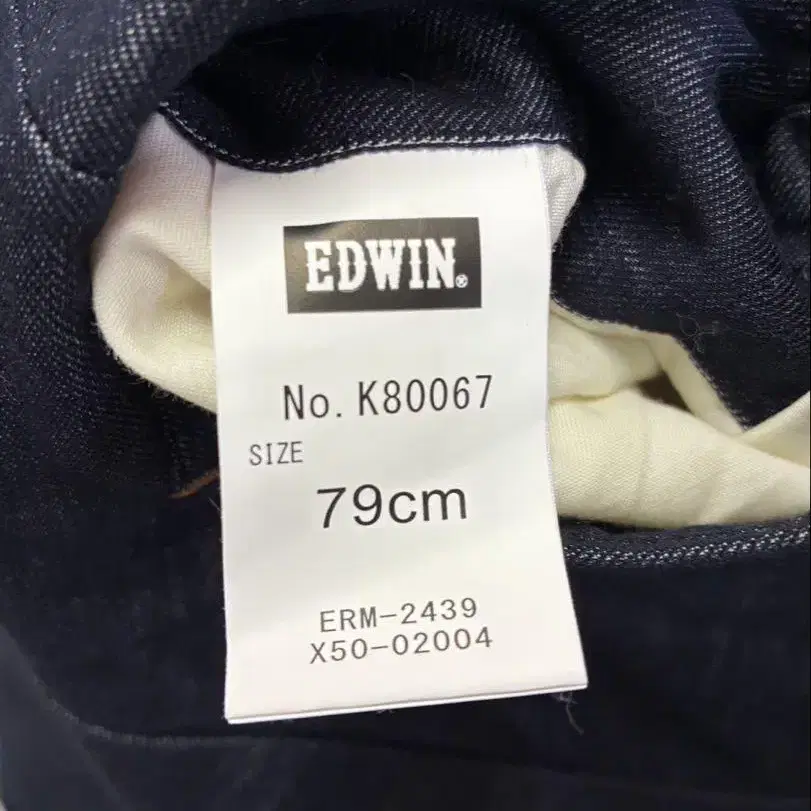 EDWIN®
No. K80067
SIZE
79cm
ERM-2439
X50-02004